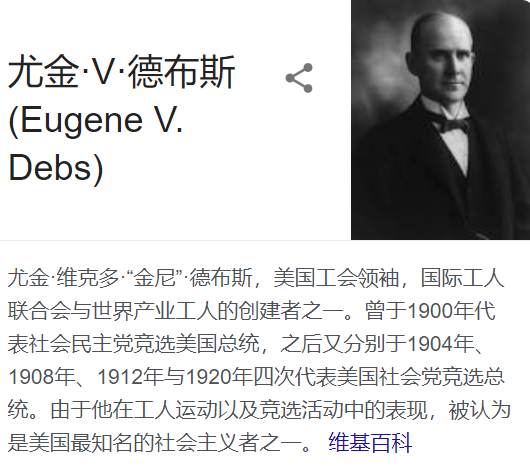 尤金·V·德布斯
(Eugene V.
Debs)
尤金·维克多·“金尼”·德布斯，美国工会领袖，国际工人
联合会与世界产业工人的创建者之一。曾于1900年代
表社会民主党竞选美国总统，之后又分别于1904年、
1908年、1912年与1920年四次代表美国社会党竞选总
统。由于他在工人运动以及竞选活动中的表现，被认为
是美国最知名的社会主义者之一。 维基百科